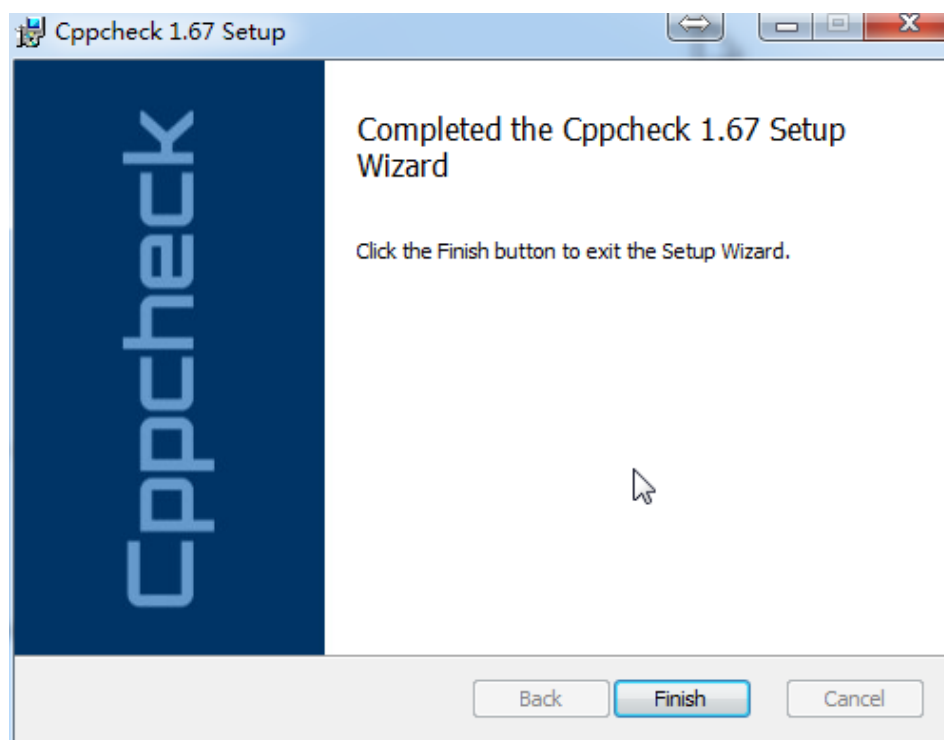 Cppcheck 1.67 Setup
Cppcheck
Completed the Cppcheck 1.67 Setup
Wizard
Click the Finish button to exit the Setup Wizard.
Back Finish Cancel